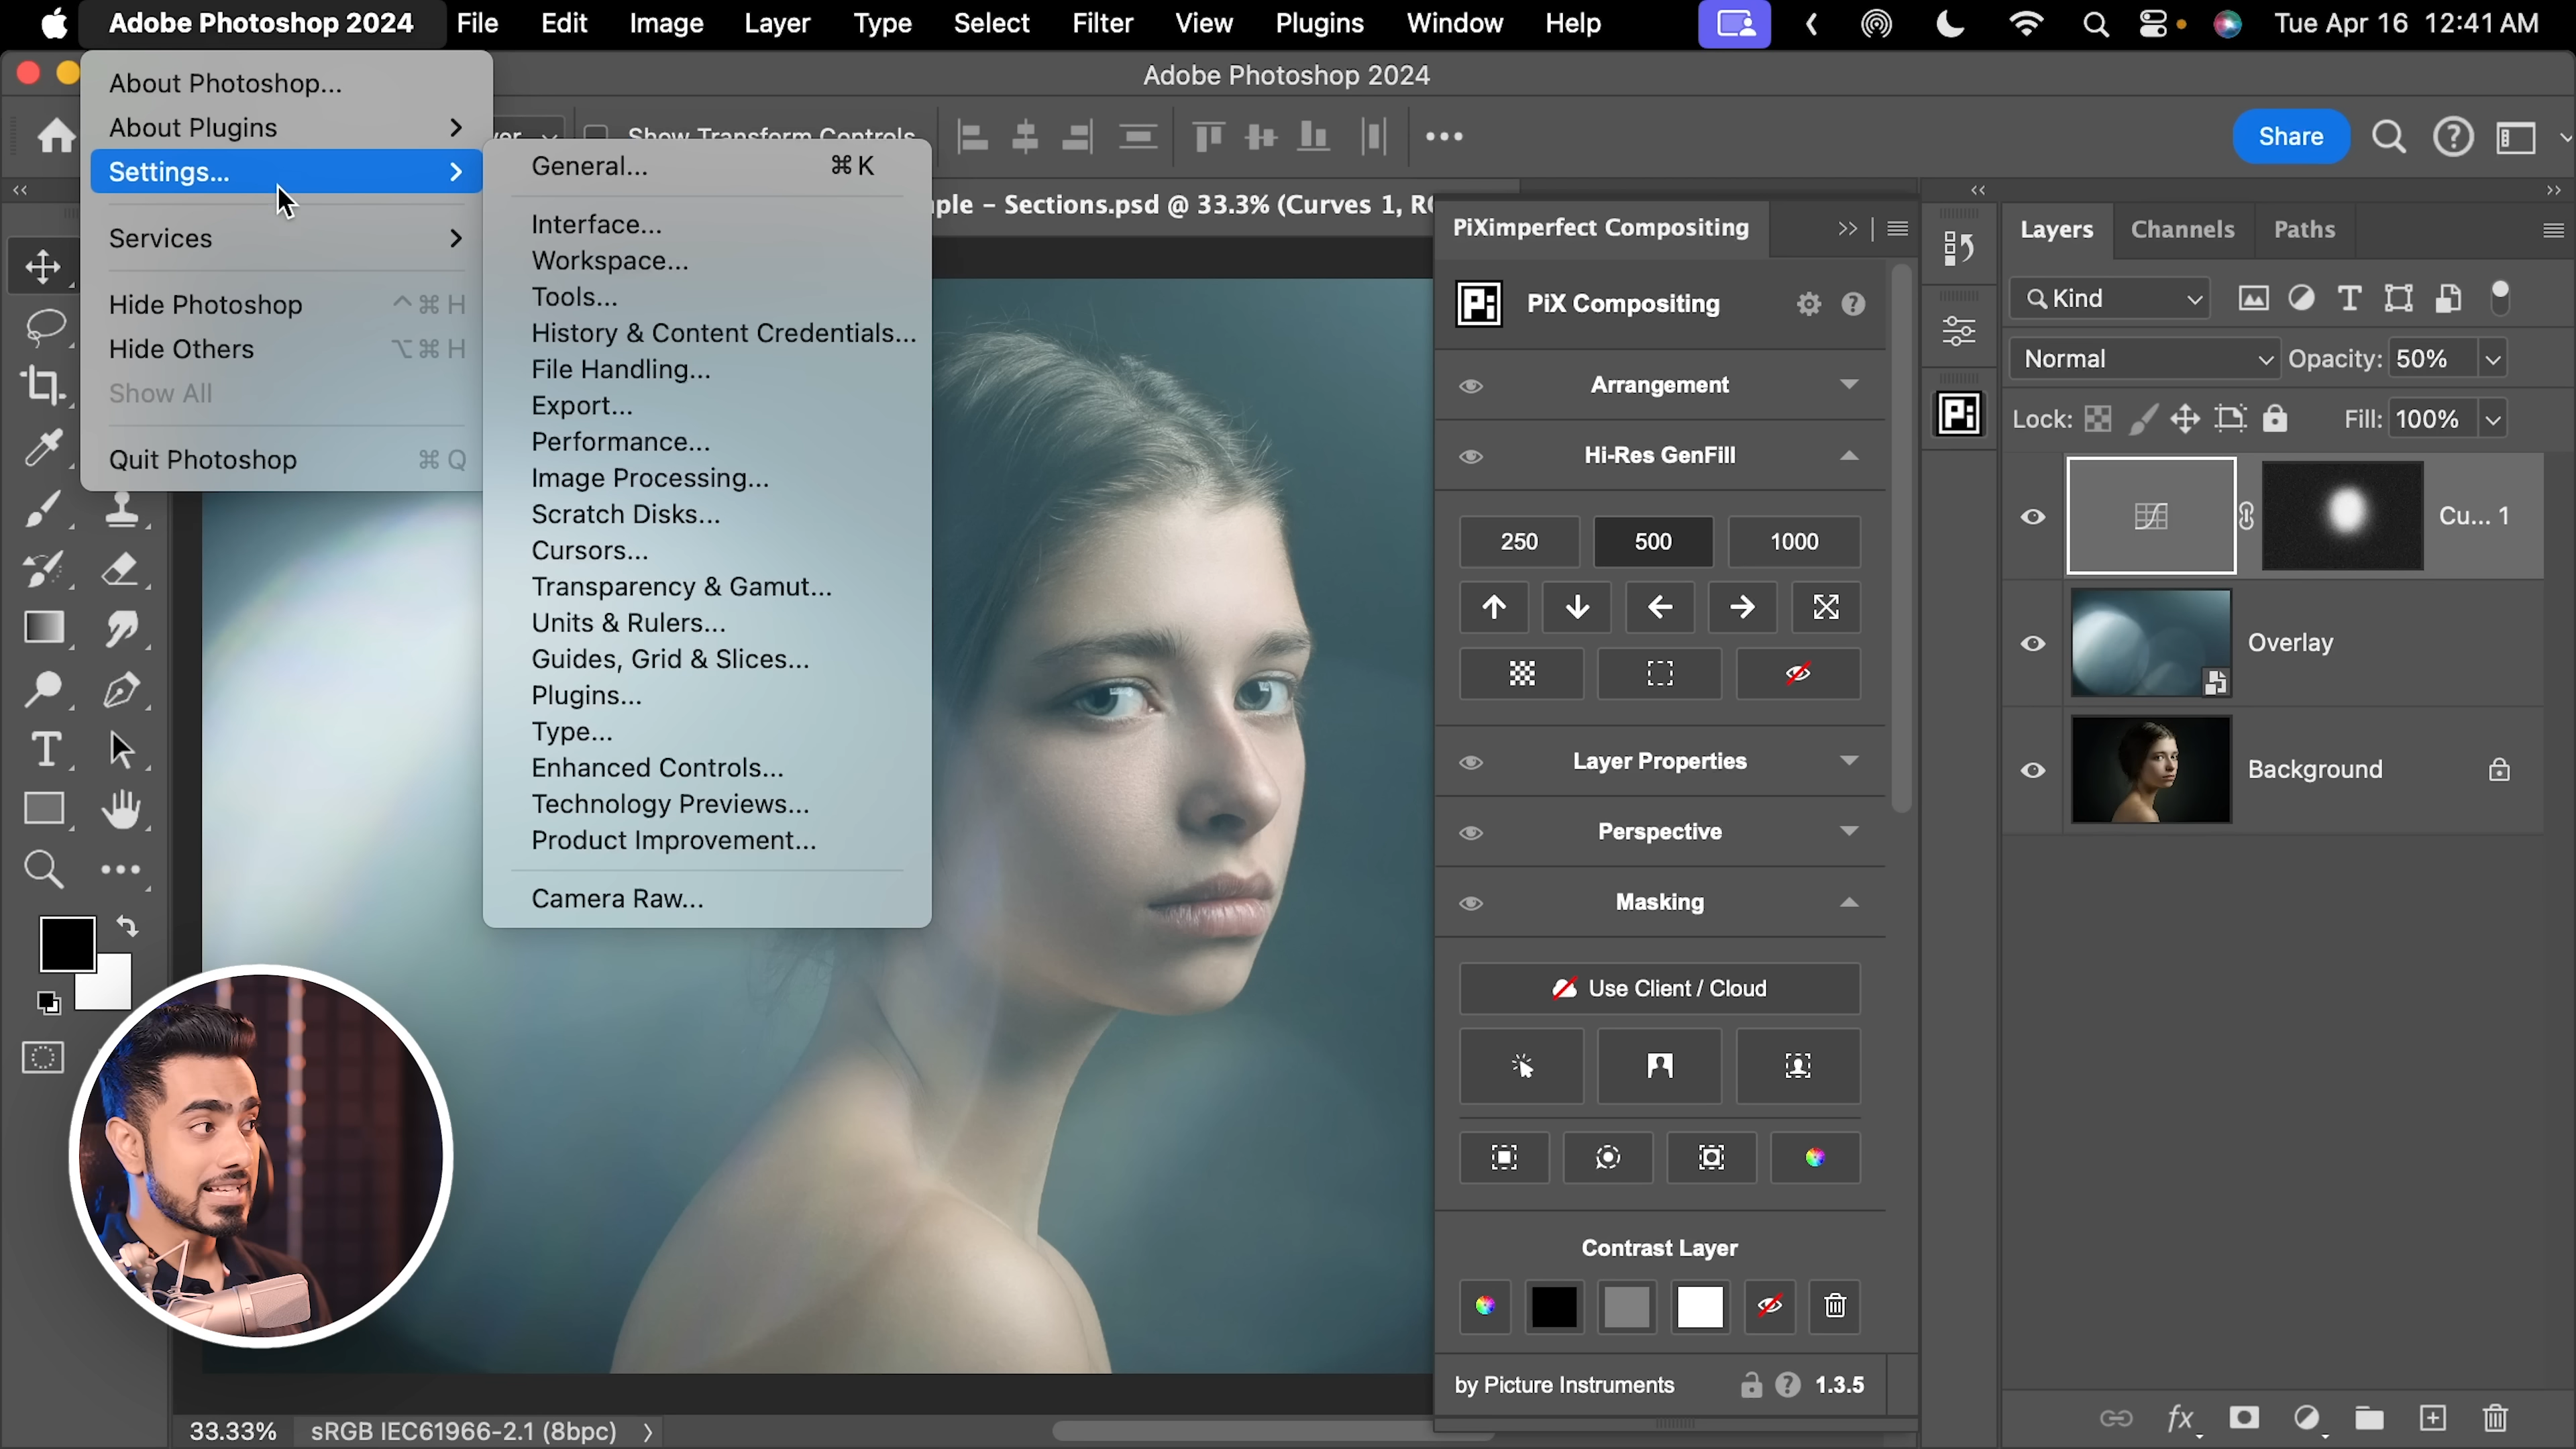 Adobe Photoshop 2024 File Edit Image Layer Type Select Filter View Plugins Window Help Tue Apr 16 12:41 AM
Adobe Photoshop 2024
About Photoshop...
About Plugins
Settings...
Services
Hide Photoshop ^⌘H
Hide Others ⌥⌘H
Show All
Quit Photoshop ⌘Q
General... ⌘K
Interface...
Workspace...
Tools...
History & Content Credentials...
File Handling...
Export...
Performance...
Image Processing...
Scratch Disks...
Cursors...
Transparency & Gamut...
Units & Rulers...
Guides, Grid & Slices...
Plugins...
Type...
Enhanced Controls...
Technology Previews...
Product Improvement...
Camera Raw...
Show Transform Controls
Share
ple – Sections.psd @ 33.3% (Curves 1, R
PiXimperfect Compositing
Pi PiX Compositing
Arrangement
Hi-Res GenFill
250 500 1000
Layer Properties
Perspective
Masking
Use Client / Cloud
Contrast Layer
by Picture Instruments 1.3.5
Pi
Layers Channels Paths
Kind
Normal Opacity: 50%
Lock: Fill: 100%
Cu... 1
Overlay
Background
fx
33.33% sRGB IEC61966-2.1 (8bpc)